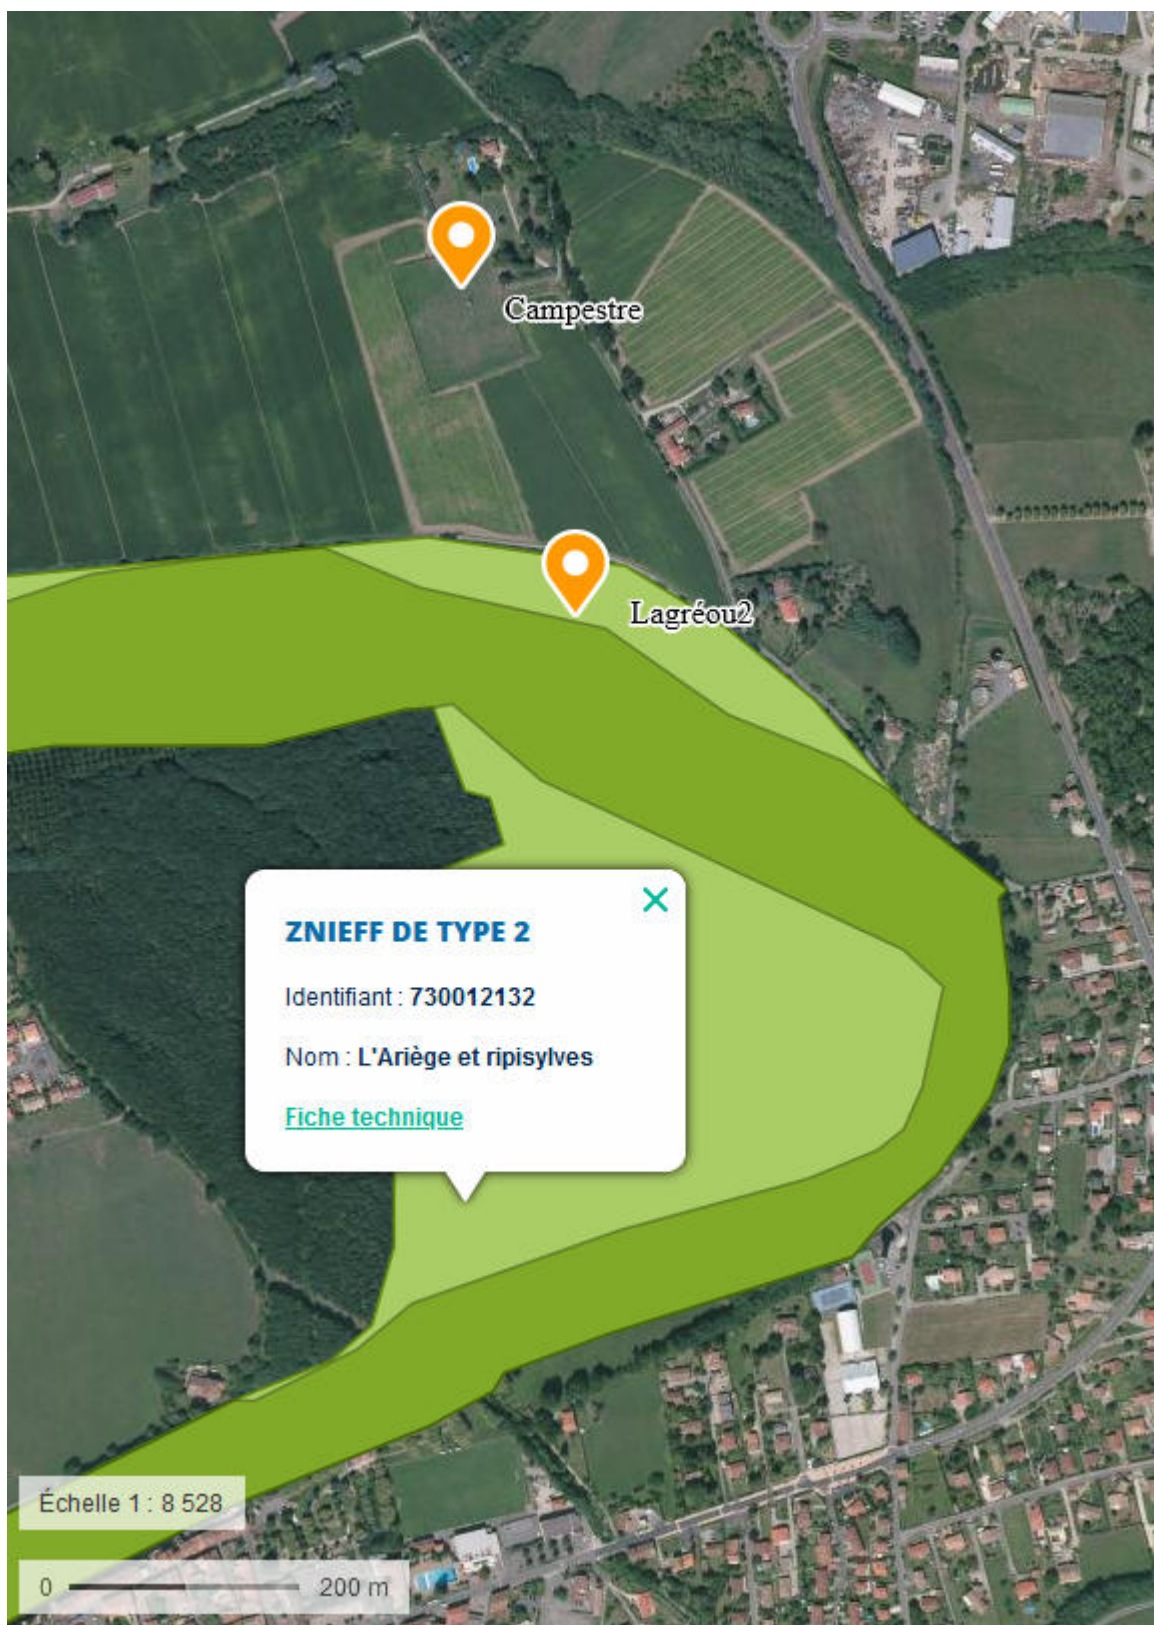 Campestre
Lagréou2
ZNIEFF DE TYPE 2
Identifiant : 730012132
Nom : L'Ariège et ripisylves
Fiche technique
Échelle 1 : 8 528
0 200 m